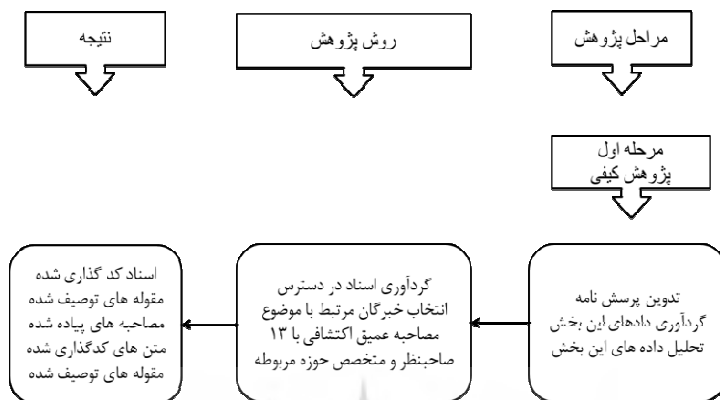 مراحل پژوهش
روش پژوهش
نتیجه
مرحله اول
پژوهش کیفی
تدوین پرسش نامه
گردآوری دادهای این بخش
تحلیل داده های این بخش
گردآوری اسناد در دسترس
انتخاب خبرگان مرتبط با موضوع
مصاحبه عمیق اکتشافی با ۱۳
صاحبنظر و متخصص حوزه مربوطه
اسناد کد گذاری شده
مقوله های توصیف شده
مصاحبه های پیاده شده
متن های کدگذاری شده
مقوله های توصیف شده